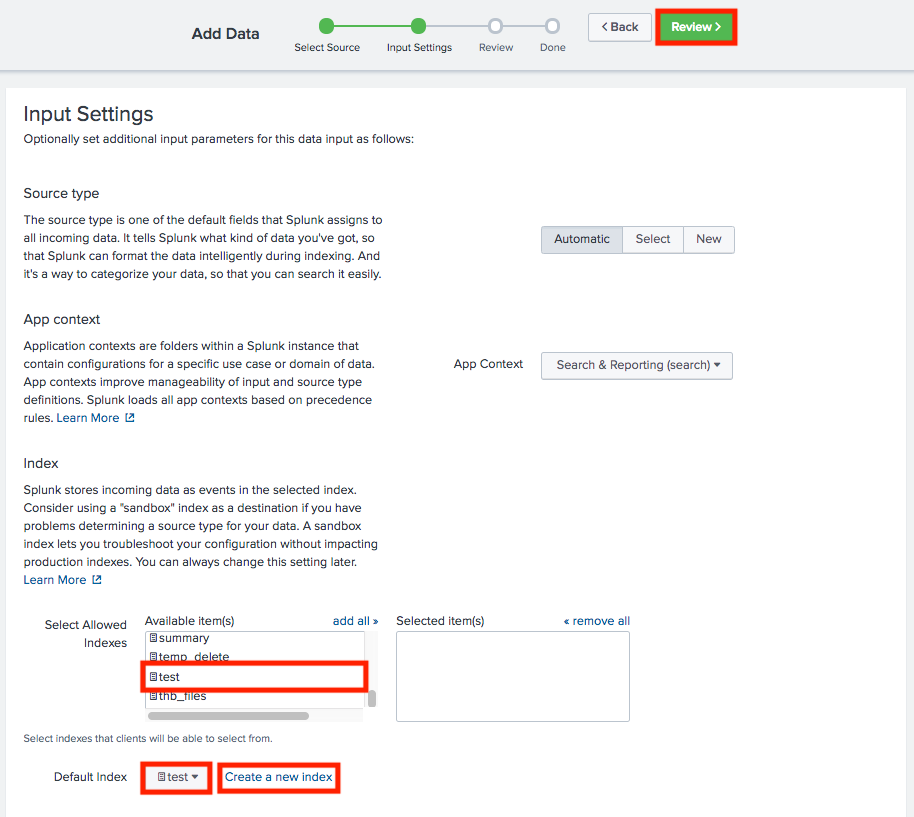 Add Data
Select Source
Input Settings
Review
Done
< Back
Review >
Input Settings
Optionally set additional input parameters for this data input as follows:
Source type
The source type is one of the default fields that Splunk assigns to
all incoming data. It tells Splunk what kind of data you've got, so
that Splunk can format the data intelligently during indexing. And
it's a way to categorize your data, so that you can search it easily.
Automatic
Select
New
App context
Application contexts are folders within a Splunk instance that
contain configurations for a specific use case or domain of data.
App contexts improve manageability of input and source type
definitions. Splunk loads all app contexts based on precedence
rules. Learn More
App Context
Search & Reporting (search)
Index
Splunk stores incoming data as events in the selected index.
Consider using a "sandbox" index as a destination if you have
problems determining a source type for your data. A sandbox
index lets you troubleshoot your configuration without impacting
production indexes. You can always change this setting later.
Learn More
Select Allowed
Indexes
Available item(s)
add all »
summary
temp_delete
test
thb_files
Selected item(s)
« remove all
Select indexes that clients will be able to select from.
Default Index
test
Create a new index